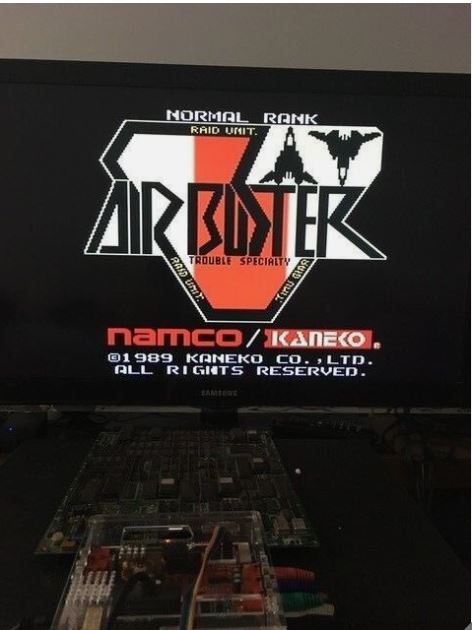 NORMAL RANK
RAID UNIT.
AIR BUSTER
TROUBLE SPECIALTY
RAID UNIT.
namco / KANEKO
©1989 KANEKO CO.,LTD.
ALL RIGHTS RESERVED.
SAMSUNG